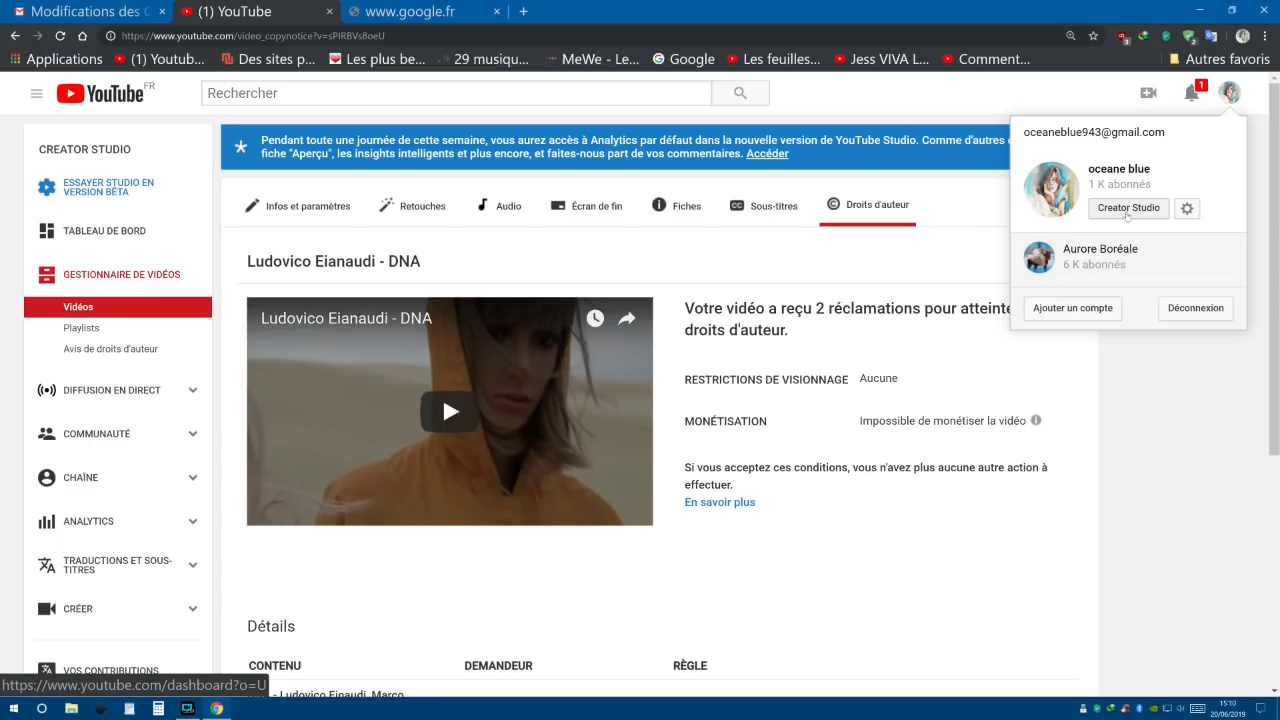 Modification des C
(1) YouTube
www.google.fr
https://www.youtube.com/video_copynotice?v=sPIRBVs8oeU
Applications
(1) Youtub...
Des sites p...
Les plus be...
29 musiqu...
MeWe - Le...
Google
Les feuilles...
Jess VIVA L...
Comment...
Autres favoris
YouTube FR
Rechercher
1
oceaneblue943@gmail.com
oceane blue
1 K abonnés
Creator Studio
Aurore Boréale
6 K abonnés
Ajouter un compte
Déconnexion
CREATOR STUDIO
ESSAYER STUDIO EN
VERSION BÊTA
TABLEAU DE BORD
GESTIONNAIRE DE VIDÉOS
Vidéos
Playlists
Avis de droits d'auteur
DIFFUSION EN DIRECT
COMMUNAUTÉ
CHAÎNE
ANALYTICS
TRADUCTIONS ET SOUS-
TITRES
CRÉER
VOS CONTRIBUTIONS
Pendant toute une journée de cette semaine, vous aurez accès à Analytics par défaut dans la nouvelle version de YouTube Studio. Comme d'autres
fiche "Aperçu", les insights intelligents et plus encore, et faites-nous part de vos commentaires. Accéder
Infos et paramètres
Retouches
Audio
Écran de fin
Fiches
Sous-titres
Droits d'auteur
Ludovico Eianaudi - DNA
Ludovico Eianaudi - DNA
Votre vidéo a reçu 2 réclamations pour atteinte
droits d'auteur.
RESTRICTIONS DE VISIONNAGE Aucune
MONÉTISATION Impossible de monétiser la vidéo
Si vous acceptez ces conditions, vous n'avez plus aucune autre action à
effectuer.
En savoir plus
Détails
CONTENU DEMANDEUR RÈGLE
- Ludovico Einaudi, Marco
https://www.youtube.com/dashboard?o=U
15:10
20/06/2019